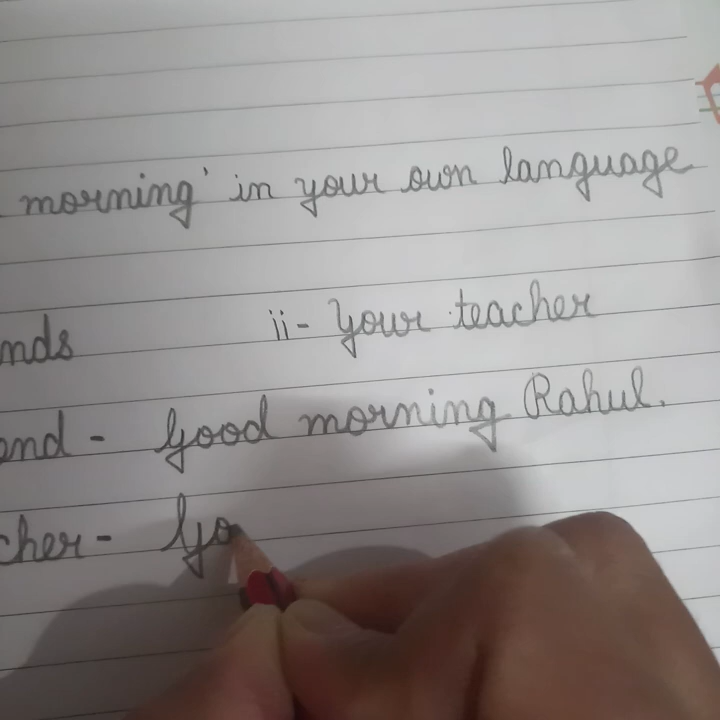 morning' in your own language
nds ii- Your teacher
end - Good morning Rahul.
cher - Go